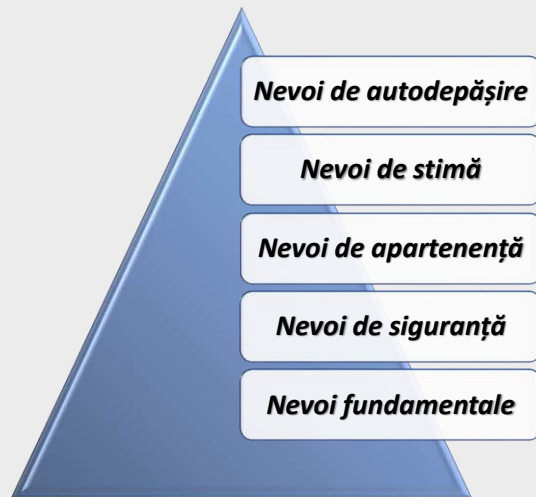 Nevoi de autodepășire
Nevoi de stimă
Nevoi de apartenență
Nevoi de siguranță
Nevoi fundamentale